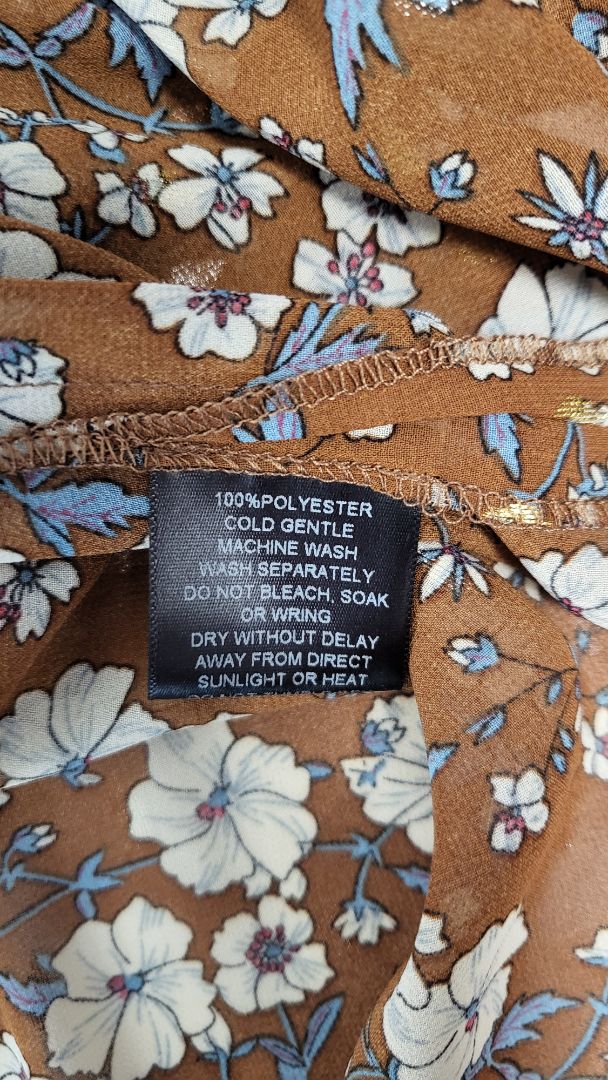 100%POLYESTER
COLD GENTLE
MACHINE WASH
WASH SEPARATELY
DO NOT BLEACH, SOAK
OR WRING
DRY WITHOUT DELAY
AWAY FROM DIRECT
SUNLIGHT OR HEAT